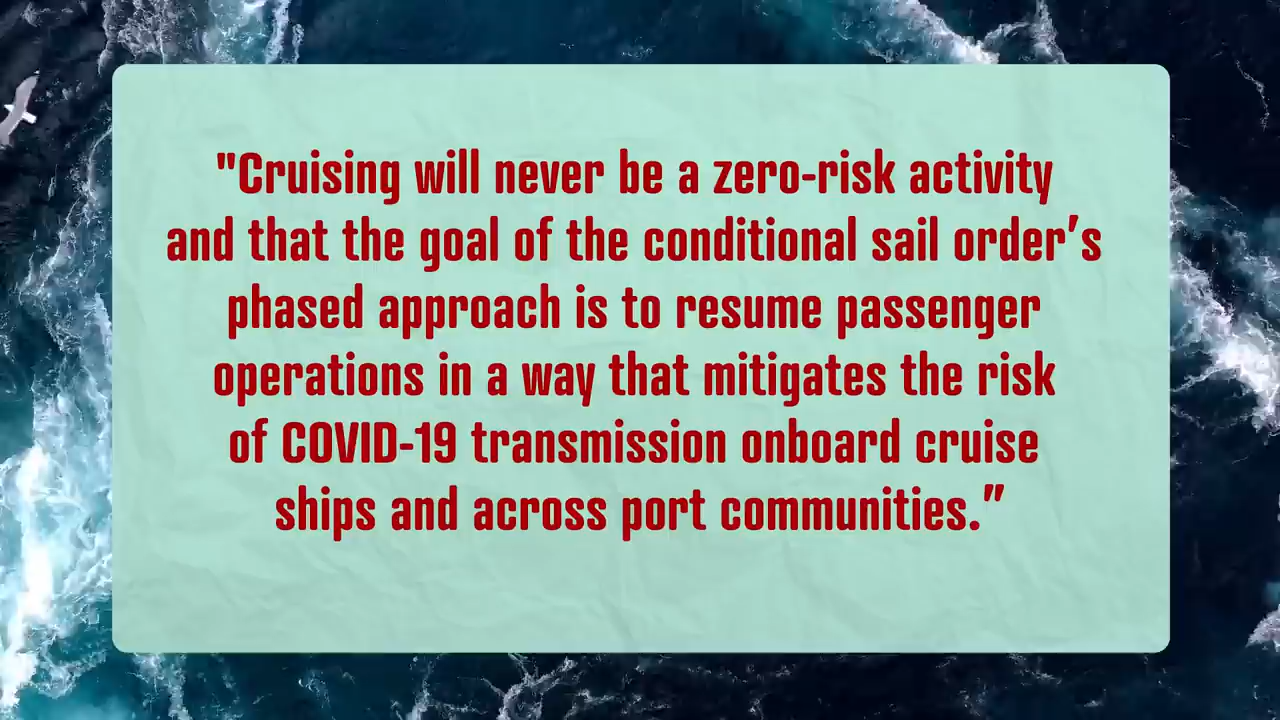 "Cruising will never be a zero-risk activity
and that the goal of the conditional sail order’s
phased approach is to resume passenger
operations in a way that mitigates the risk
of COVID-19 transmission onboard cruise
ships and across port communities.”